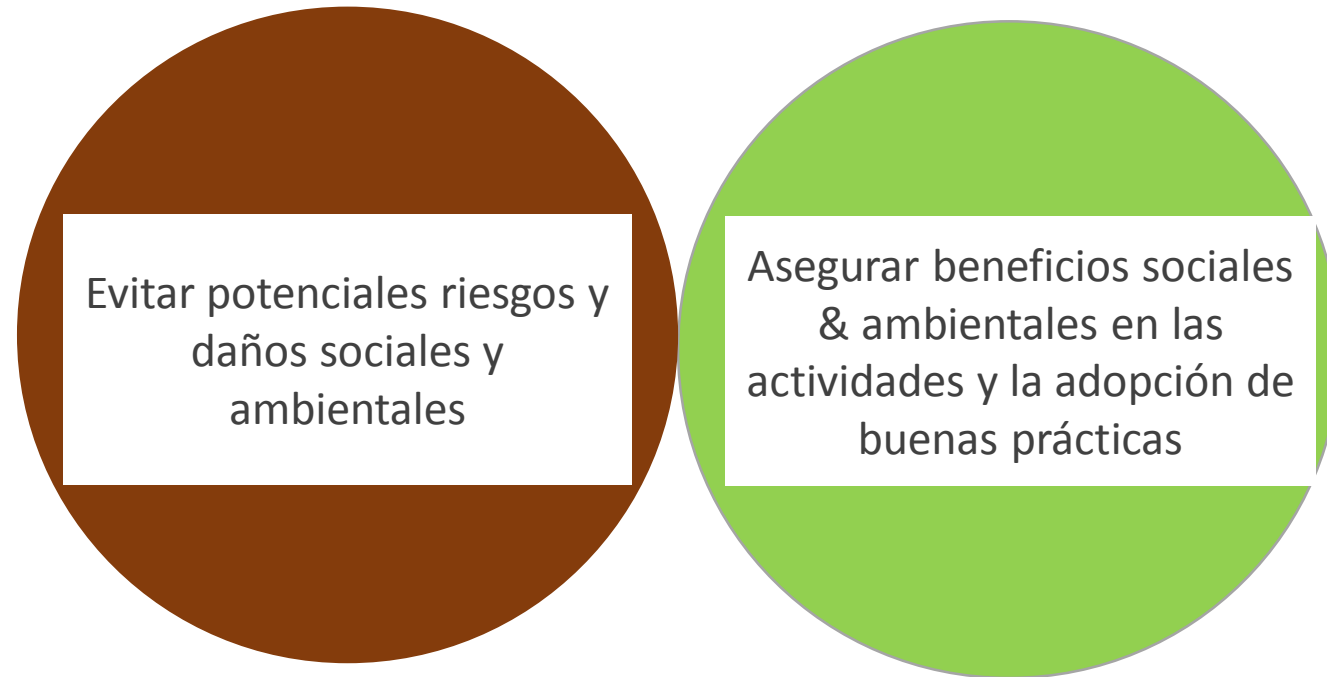 Evitar potenciales riesgos y
daños sociales y
ambientales
Asegurar beneficios sociales
& ambientales en las
actividades y la adopción de
buenas prácticas